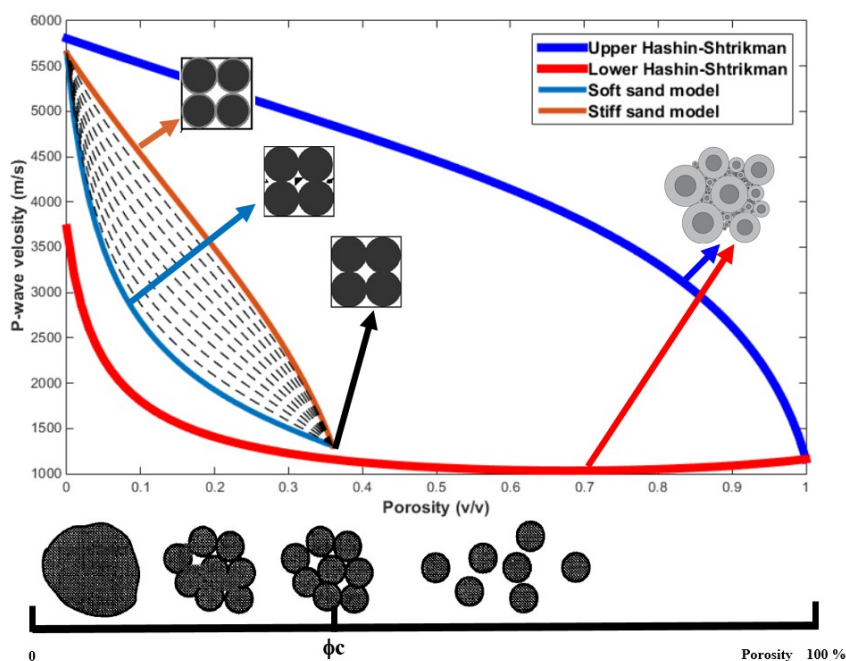 6000
5500
5000
4500
4000
3500
3000
2500
2000
1500
1000
P-wave velocity (m/s)
Upper Hashin-Shtrikman
Lower Hashin-Shtrikman
Soft sand model
Stiff sand model
0 0.1 0.2 0.3 0.4 0.5 0.6 0.7 0.8 0.9 1
Porosity (v/v)
0 ϕc Porosity 100 %